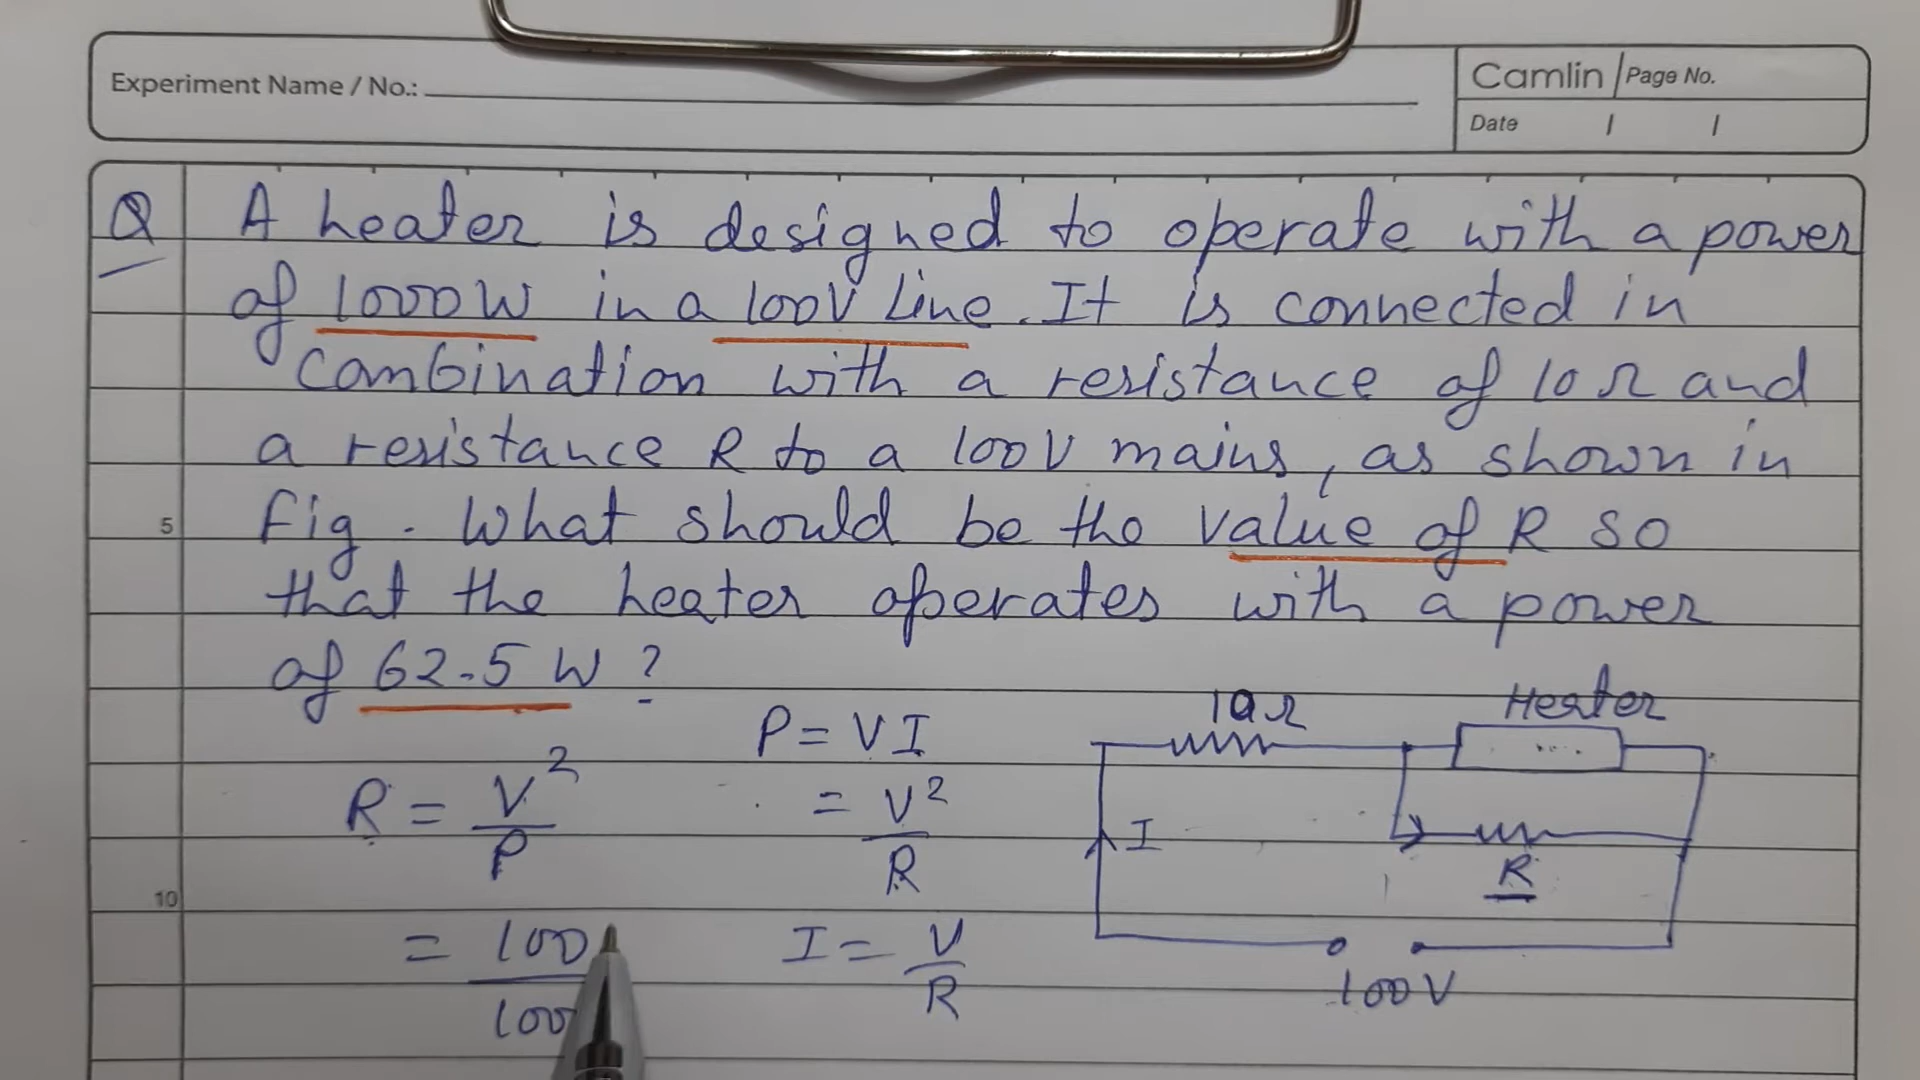 Experiment Name / No.:
Camlin
Page No.
Date / /
Q A heater is designed to operate with a power
of 1000W in a 100V Line. It is connected in
combination with a resistance of 10 Ω and
a resistance R to a 100V mains, as shown in
5
Fig. What should be the value of R so
that the heater operates with a power
of 62.5 W ?
10Ω
Heater
P = VI
R = V²/P
= V²/R
I
R
10
= 100
100
I = V/R
100V